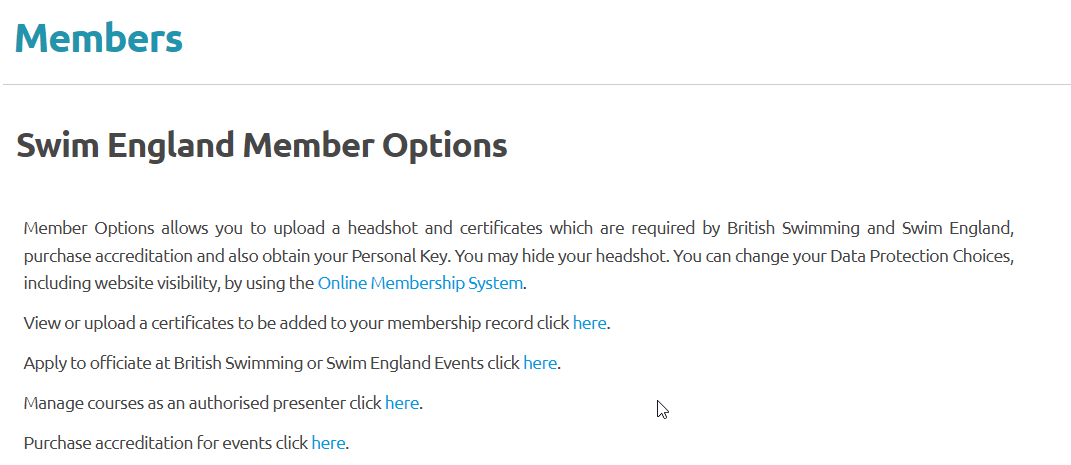 Members
Swim England Member Options
Member Options allows you to upload a headshot and certificates which are required by British Swimming and Swim England,
purchase accreditation and also obtain your Personal Key. You may hide your headshot. You can change your Data Protection Choices,
including website visibility, by using the Online Membership System.
View or upload a certificates to be added to your membership record click here.
Apply to officiate at British Swimming or Swim England Events click here.
Manage courses as an authorised presenter click here.
Purchase accreditation for events click here.